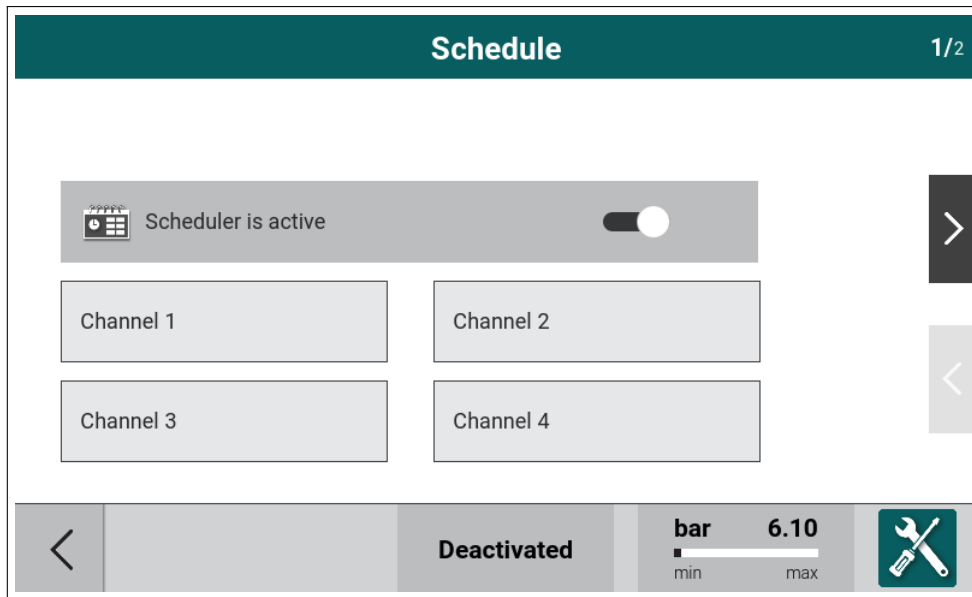 Schedule
1/2
Scheduler is active
Channel 1
Channel 2
Channel 3
Channel 4
Deactivated
bar 6.10
min max